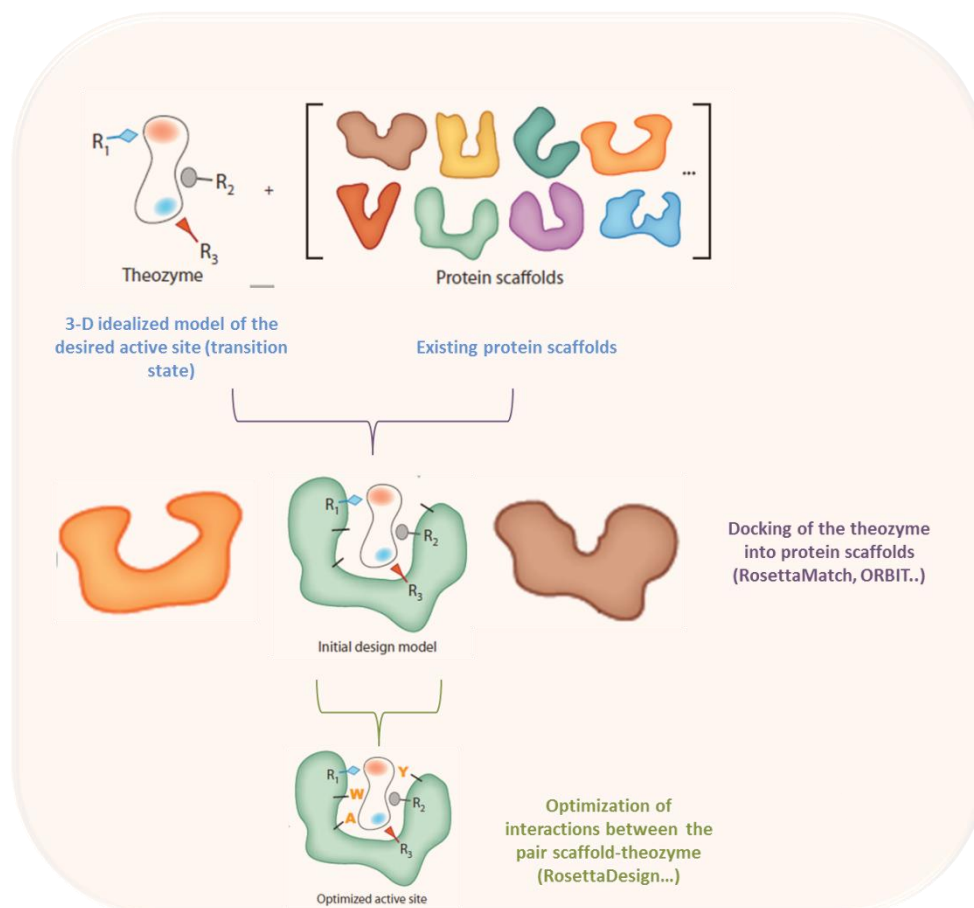 R1
R2
+
...
R3
Theozyme
Protein scaffolds
3-D idealized model of the
desired active site (transition
state)
Existing protein scaffolds
R1
R2
R3
Initial design model
Docking of the theozyme
into protein scaffolds
(RosettaMatch, ORBIT..)
R1
Y
W
R2
A
R3
Optimized active site
Optimization of
interactions between the
pair scaffold-theozyme
(RosettaDesign...)